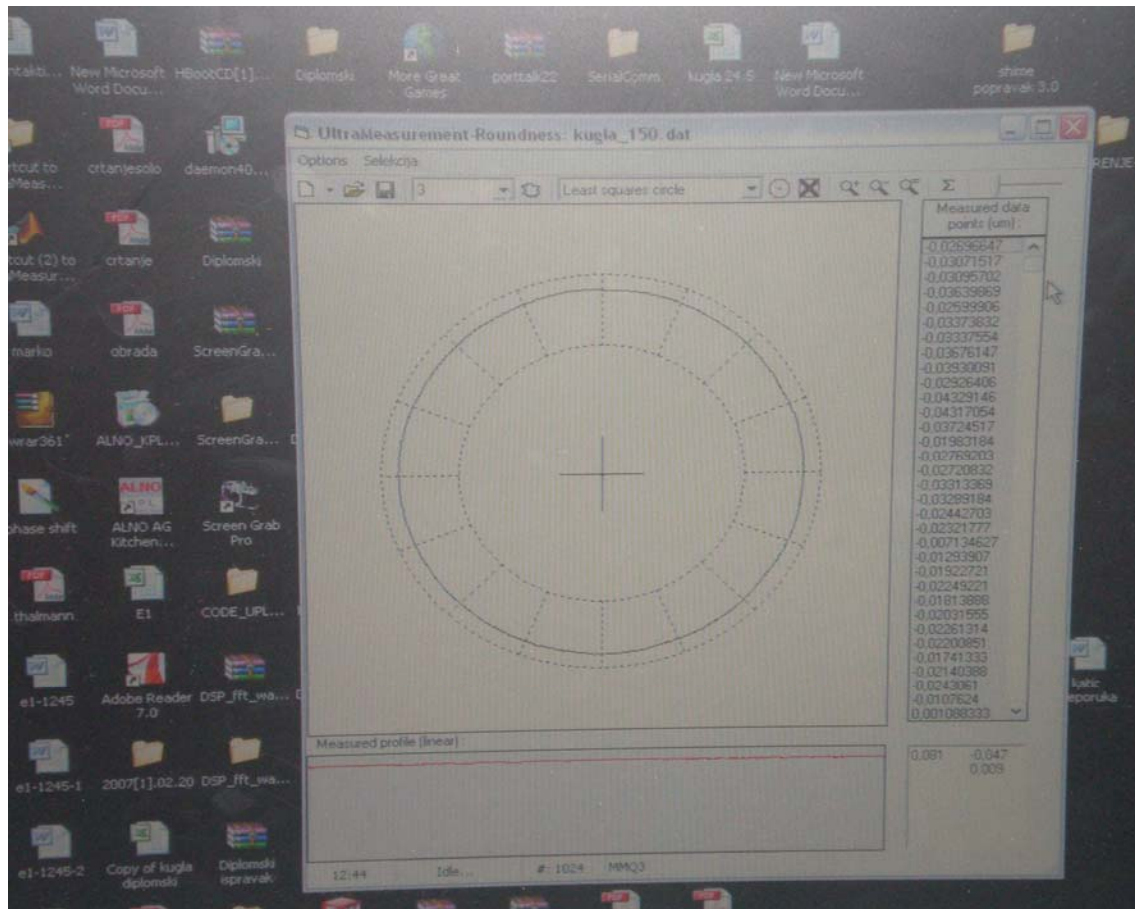 New Microsoft Word Docu...
HBootCD[1]...
Diplomski
More Great Games
porttalk22
SerialComm
kugla 24-5
New Microsoft Word Docu...
shime popravak 3.0
crtanjesolo
daemon40...
crtanje
Diplomski
marko
obrada
ScreenGra...
ALNO_KPL...
ScreenGra...
phase shift
ALNO AG Kitchen...
Screen Grab Pro
thalmann
E1
CODE_UPL...
e1-1245
Adobe Reader 7.0
DSP_fft_wa...
e1-1245-1
2007[1].02.20
DSP_fft_wa...
e1-1245-2
Copy of kugla diplomski
Diplomski ispravak
katic
UltraMeasurement-Roundness: kugla_150.dat
Options Selekcija
3
Least squares circle
Σ
Measured data
points (um) :
-0,02696647
-0,03071517
-0,03095702
-0,03639869
-0,02599906
-0,03373832
-0,03337554
-0,03676147
-0,03930091
-0,02926406
-0,04329146
-0,04317054
-0,03724517
-0,01983184
-0,02769203
-0,02720832
-0,03313369
-0,03289184
-0,02442703
-0,02321777
-0,007134627
-0,01293907
-0,01922721
-0,02249221
-0,01813888
-0,02031555
-0,02261314
-0,02200851
-0,01741333
-0,02140388
-0,0243061
-0,0107624
0,001088333
Measured profile (linear) :
0,081 -0,647
0,009
12:44 Idle... #: 1024 MMQ3